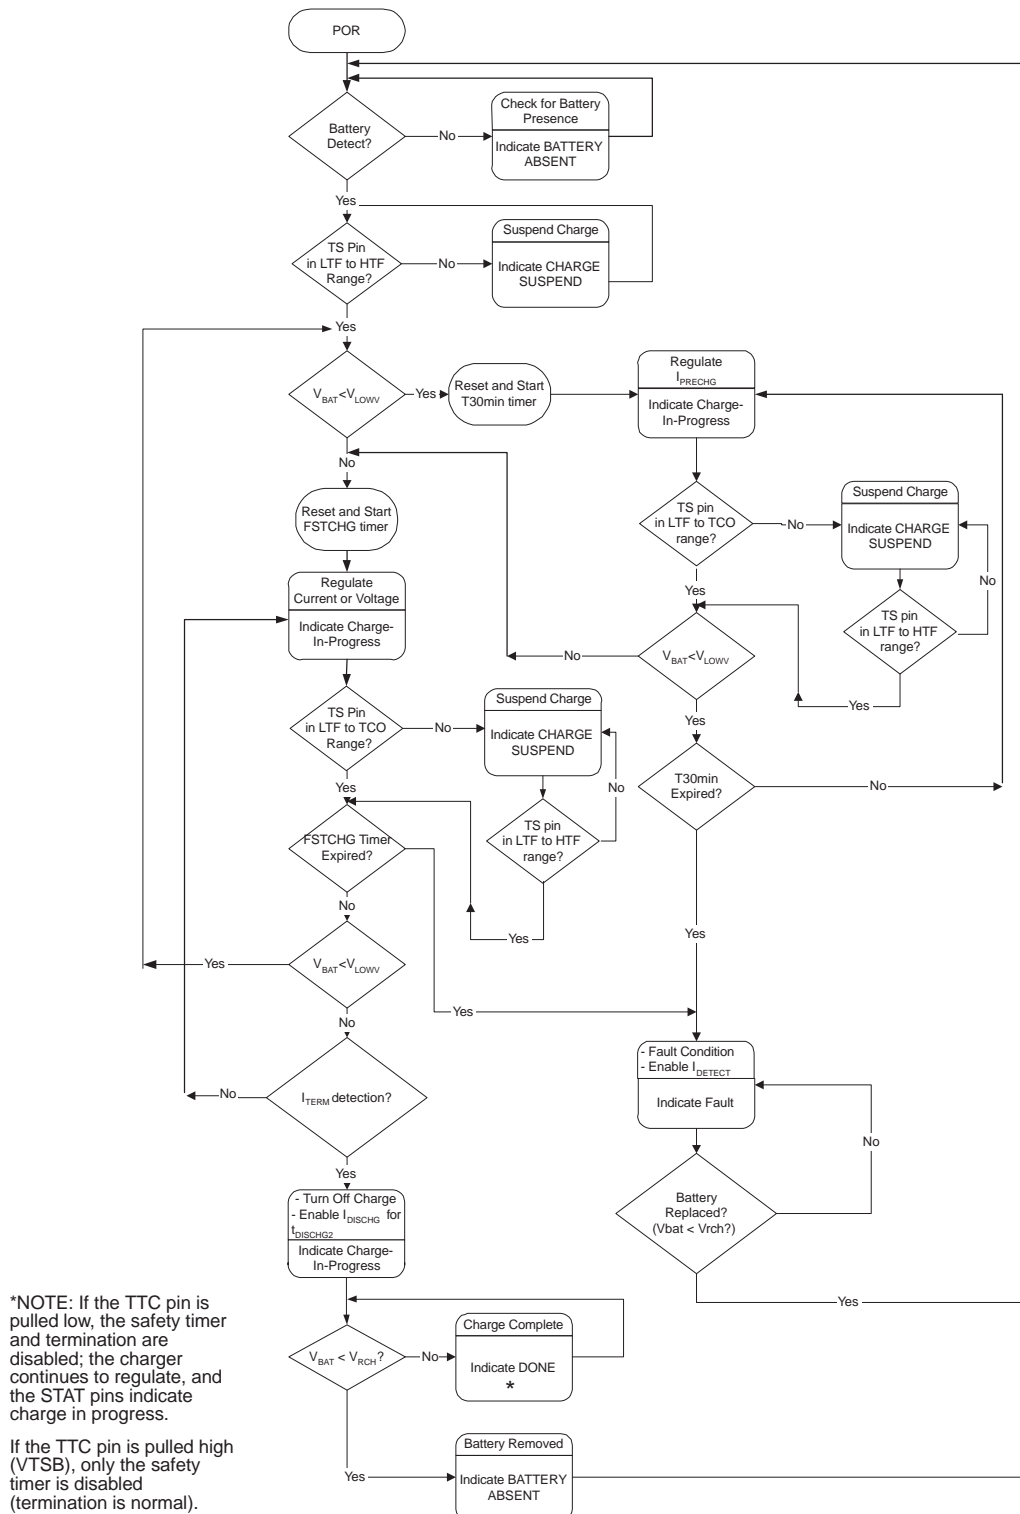 POR
Battery
Detect?
No
Check for Battery
Presence
Indicate BATTERY
ABSENT
Yes
TS Pin
in LTF to HTF
Range?
No
Suspend Charge
Indicate CHARGE
SUSPEND
Yes
VBAT<VLOWV
Yes
Reset and Start
T30min timer
Regulate
IPRECHG
Indicate Charge-
In-Progress
No
Reset and Start
FSTCHG timer
TS pin
in LTF to TCO
range?
No
Suspend Charge
Indicate CHARGE
SUSPEND
No
TS pin
in LTF to HTF
range?
Yes
Yes
Regulate
Current or Voltage
Indicate Charge-
In-Progress
VBAT<VLOWV
No
Yes
TS Pin
in LTF to TCO
Range?
No
Suspend Charge
Indicate CHARGE
SUSPEND
No
TS pin
in LTF to HTF
range?
Yes
Yes
T30min
Expired?
No
Yes
FSTCHG Timer
Expired?
Yes
No
VBAT<VLOWV
Yes
No
ITERM detection?
No
Yes
- Fault Condition
- Enable IDETECT
Indicate Fault
No
Battery
Replaced?
(Vbat < Vrch?)
Yes
- Turn Off Charge
- Enable IDISCHG for
tDISCHG2
Indicate Charge-
In-Progress
VBAT < VRCH ?
No
Charge Complete
Indicate DONE
*
Yes
Battery Removed
Indicate BATTERY
ABSENT
*NOTE: If the TTC pin is
pulled low, the safety timer
and termination are
disabled; the charger
continues to regulate, and
the STAT pins indicate
charge in progress.
If the TTC pin is pulled high
(VTSB), only the safety
timer is disabled
(termination is normal).